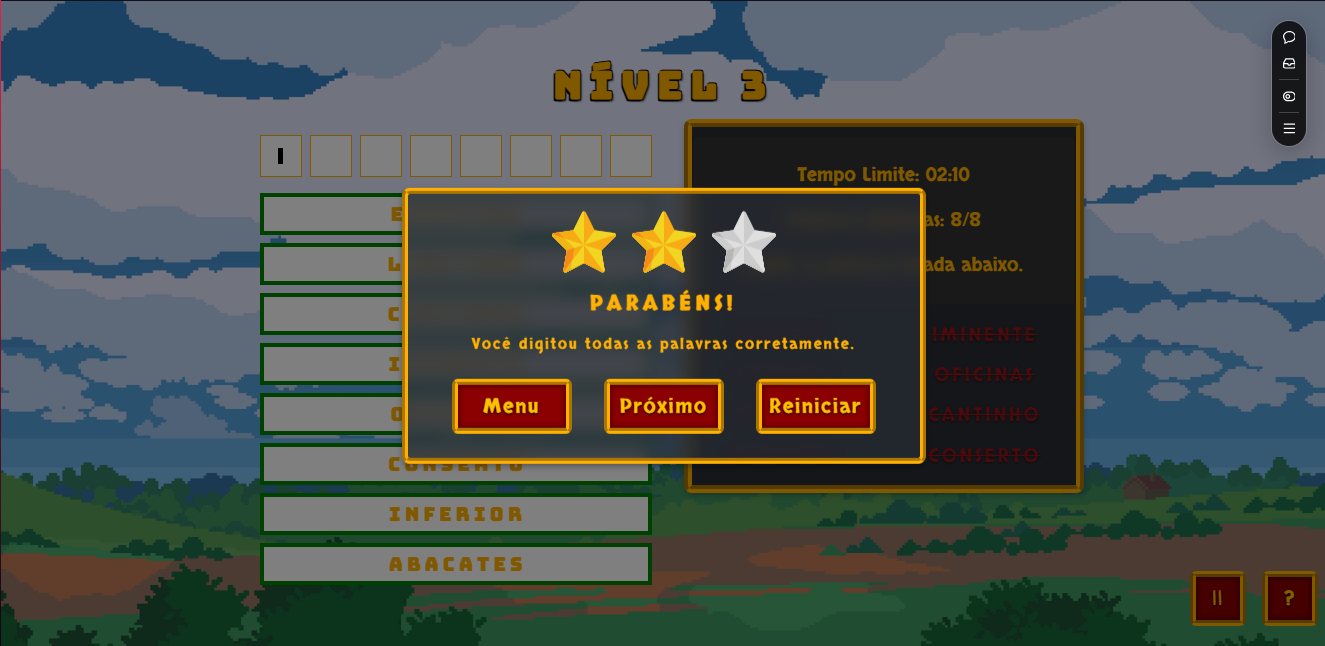 NÍVEL 3
I
Tempo Limite: 02:10
as: 8/8
ada abaixo.
PARABÉNS!
Você digitou todas as palavras corretamente.
Menu
Próximo
Reiniciar
IMINENTE
OFICINAS
CANTINHO
CONSERTO
CONSERTO
INFERIOR
ABACATES
?